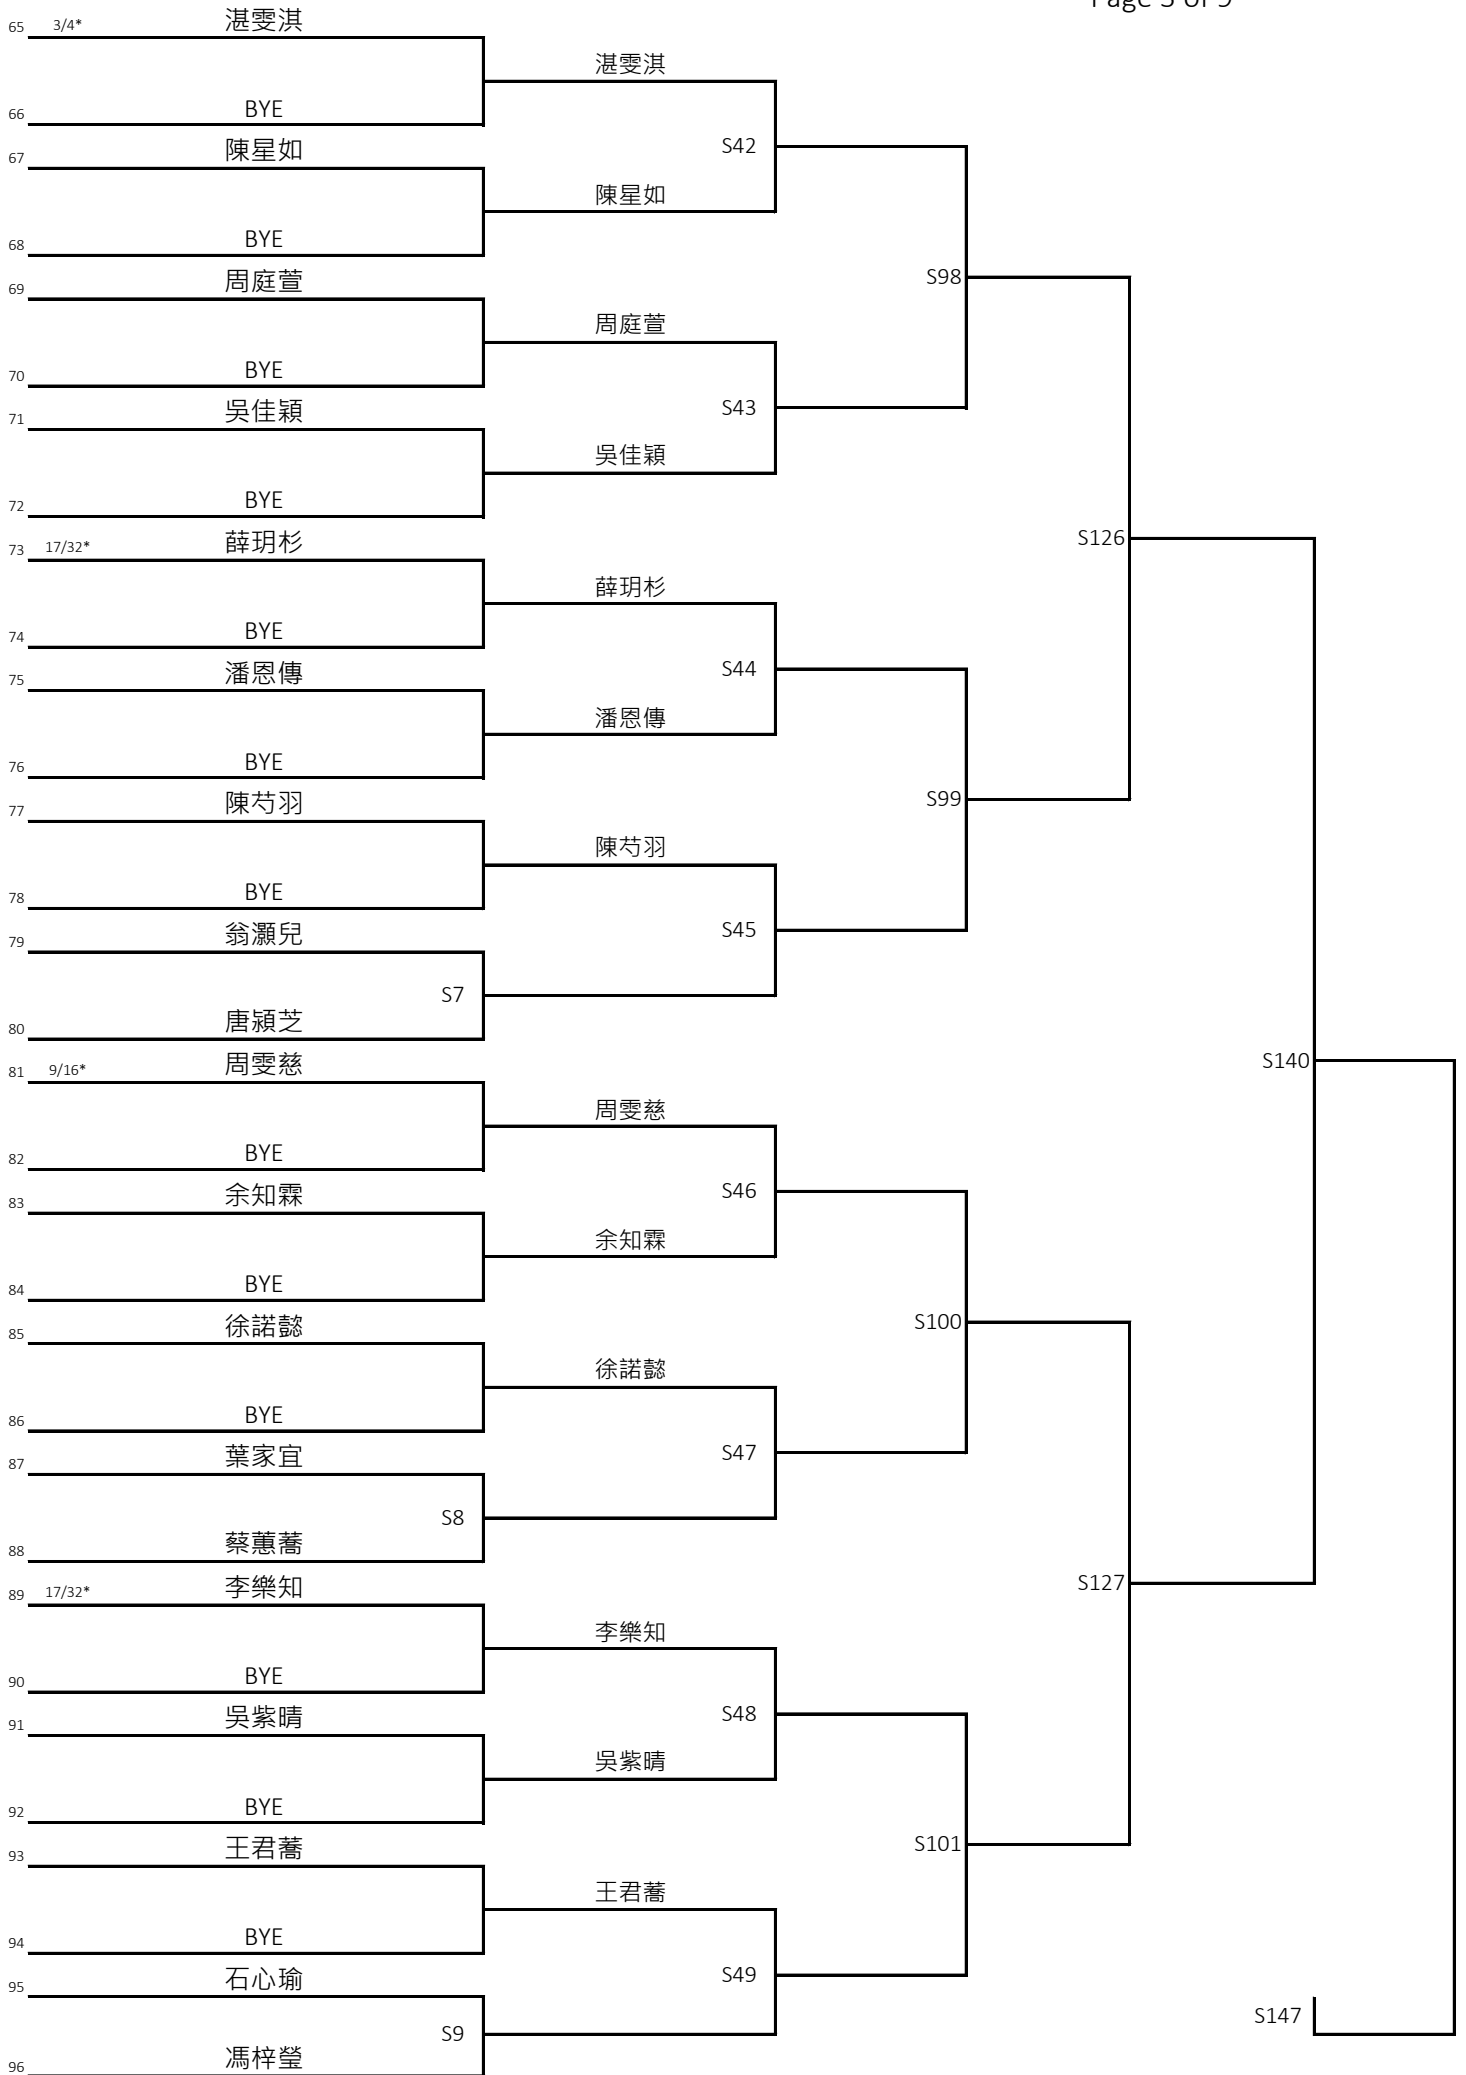 65 3/4* 湛雯淇
湛雯淇
66 BYE
S42
67 陳星如
陳星如
68 BYE
S98
69 周庭萱
周庭萱
70 BYE
S43
71 吳佳穎
吳佳穎
72 BYE
S126
73 17/32* 薛玥杉
薛玥杉
74 BYE
S44
75 潘恩傳
潘恩傳
76 BYE
S99
77 陳芍羽
陳芍羽
78 BYE
S45
79 翁灝兒
S7
80 唐潁芝
S140
81 9/16* 周雯慈
周雯慈
82 BYE
S46
83 余知霖
余知霖
84 BYE
S100
85 徐諾懿
徐諾懿
86 BYE
S47
87 葉家宜
S8
88 蔡蕙蕎
S127
89 17/32* 李樂知
李樂知
90 BYE
S48
91 吳紫晴
吳紫晴
92 BYE
S101
93 王君蕎
王君蕎
94 BYE
S49
95 石心瑜
S9
S147
96 馮梓瑩